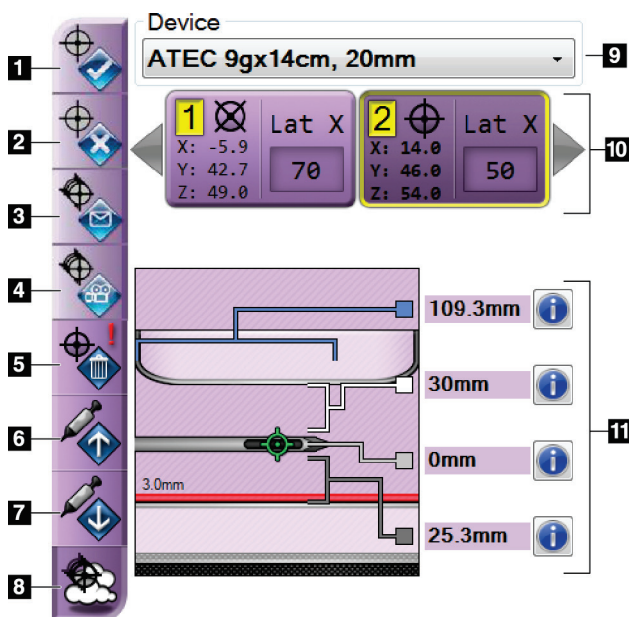 Device
1
ATEC 9gx14cm, 20mm
9
2
1
Lat X
X: -5.9
Y: 42.7
Z: 49.0
70
2
Lat X
X: 14.0
Y: 46.0
Z: 54.0
50
10
3
4
109.3mm
i
5
!
30mm
i
11
6
0mm
i
7
3.0mm
25.3mm
i
8